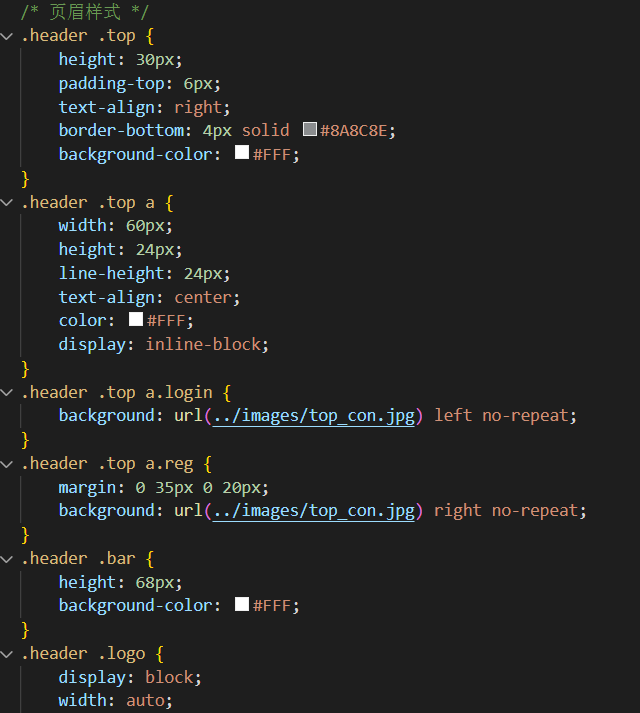 /* 页眉样式 */
.header .top {
    height: 30px;
    padding-top: 6px;
    text-align: right;
    border-bottom: 4px solid #8A8C8E;
    background-color: #FFF;
}
.header .top a {
    width: 60px;
    height: 24px;
    line-height: 24px;
    text-align: center;
    color: #FFF;
    display: inline-block;
}
.header .top a.login {
    background: url(../images/top_con.jpg) left no-repeat;
}
.header .top a.reg {
    margin: 0 35px 0 20px;
    background: url(../images/top_con.jpg) right no-repeat;
}
.header .bar {
    height: 68px;
    background-color: #FFF;
}
.header .logo {
    display: block;
    width: auto;